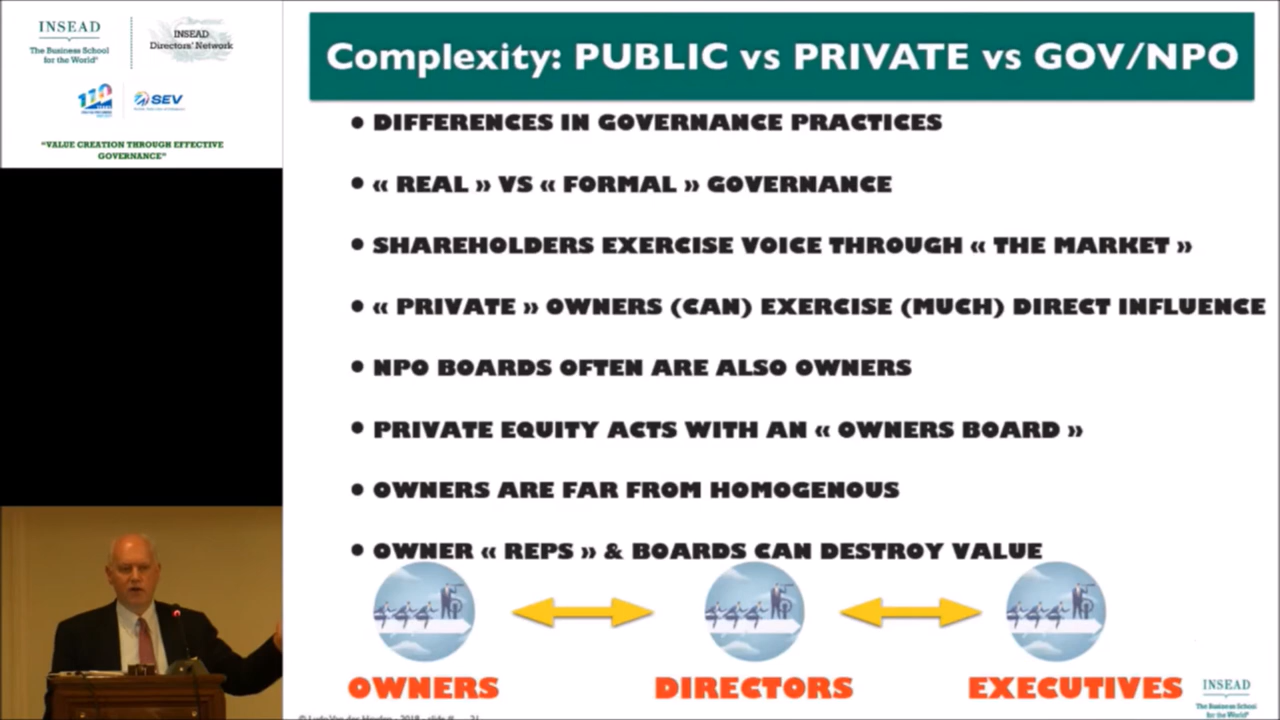 INSEAD
The Business School
for the World®
INSEAD
Directors' Network
SEV
"VALUE CREATION THROUGH EFFECTIVE
GOVERNANCE"
Complexity: PUBLIC vs PRIVATE vs GOV/NPO
• DIFFERENCES IN GOVERNANCE PRACTICES
• « REAL » VS « FORMAL » GOVERNANCE
• SHAREHOLDERS EXERCISE VOICE THROUGH « THE MARKET »
• « PRIVATE » OWNERS (CAN) EXERCISE (MUCH) DIRECT INFLUENCE
• NPO BOARDS OFTEN ARE ALSO OWNERS
• PRIVATE EQUITY ACTS WITH AN « OWNERS BOARD »
• OWNERS ARE FAR FROM HOMOGENOUS
• OWNER « REPS » & BOARDS CAN DESTROY VALUE
OWNERS
DIRECTORS
EXECUTIVES
INSEAD
The Business School
for the World®